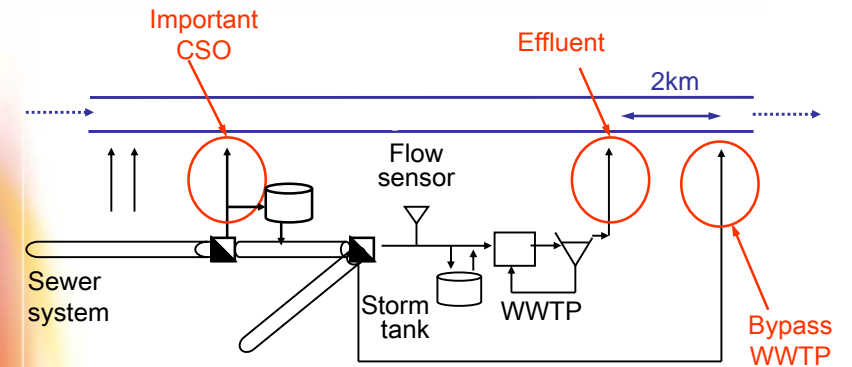 Important
CSO
Effluent
2km
Flow
sensor
Sewer
system
Storm
tank
WWTP
Bypass
WWTP